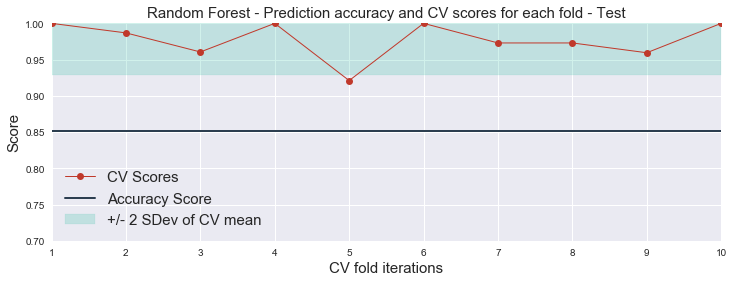 Random Forest - Prediction accuracy and CV scores for each fold - Test
1.00
0.95
0.90
0.85
0.80
0.75
0.70
Score
CV Scores
Accuracy Score
+/- 2 SDev of CV mean
1 2 3 4 5 6 7 8 9 10
CV fold iterations